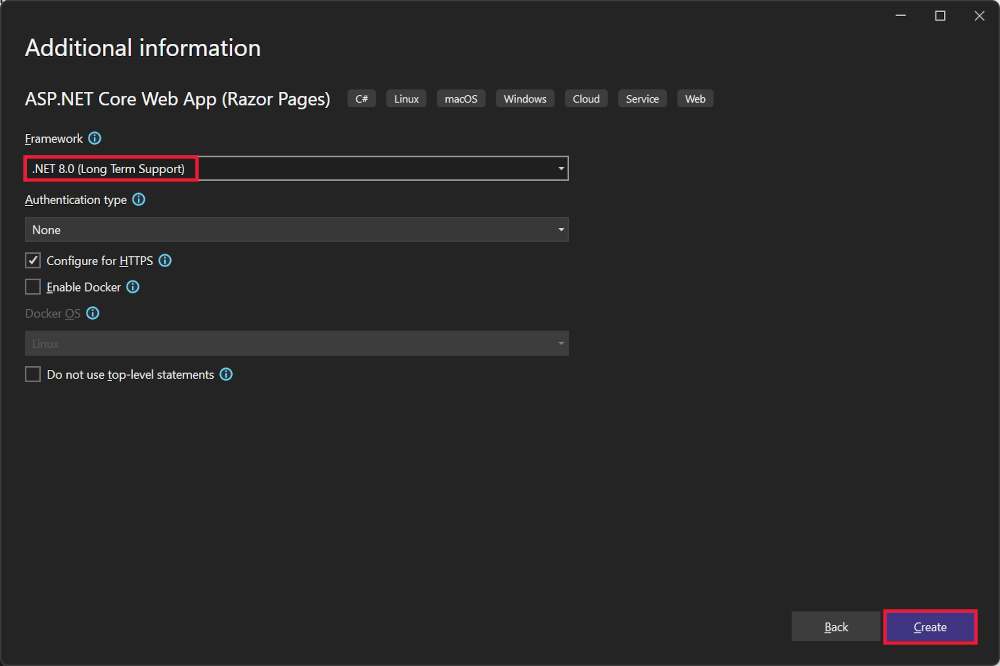 Additional information
ASP.NET Core Web App (Razor Pages) C# Linux macOS Windows Cloud Service Web
Framework
.NET 8.0 (Long Term Support)
Authentication type
None
Configure for HTTPS
Enable Docker
Docker OS
Linux
Do not use top-level statements
Back Create